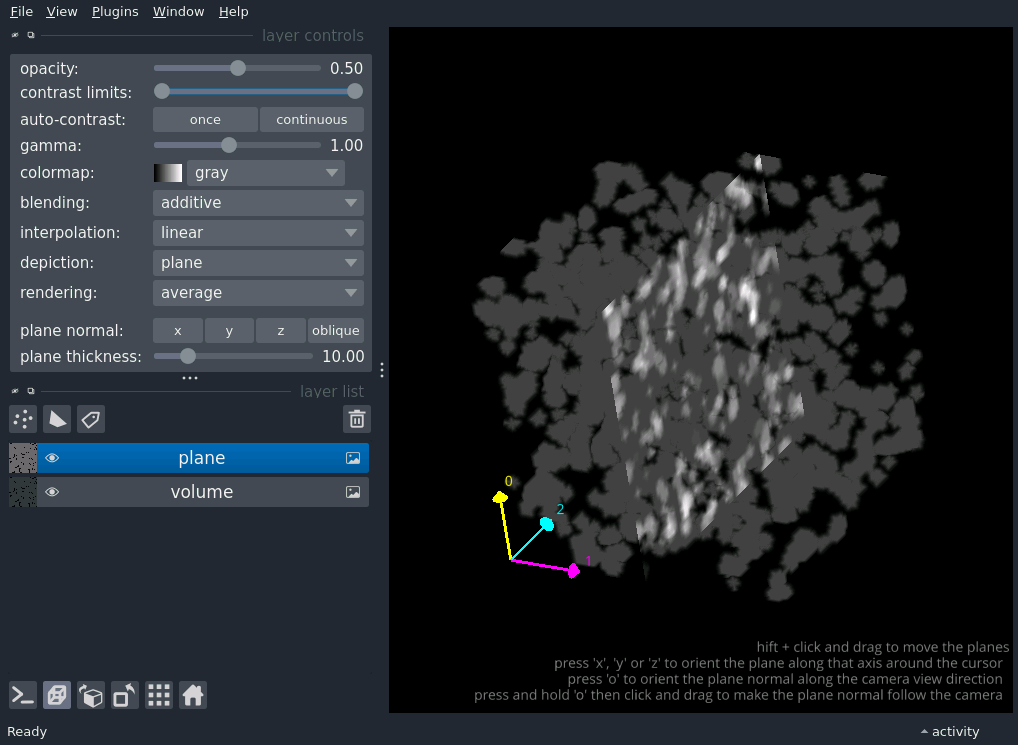 File View Plugins Window Help
layer controls
opacity: 0.50
contrast limits:
auto-contrast: once continuous
gamma: 1.00
colormap: gray
blending: additive
interpolation: linear
depiction: plane
rendering: average
plane normal: x y z oblique
plane thickness: 10.00
layer list
plane
volume
0
2
1
hift + click and drag to move the planes
press 'x', 'y' or 'z' to orient the plane along that axis around the cursor
press 'o' to orient the plane normal along the camera view direction
press and hold 'o' then click and drag to make the plane normal follow the camera
Ready
activity